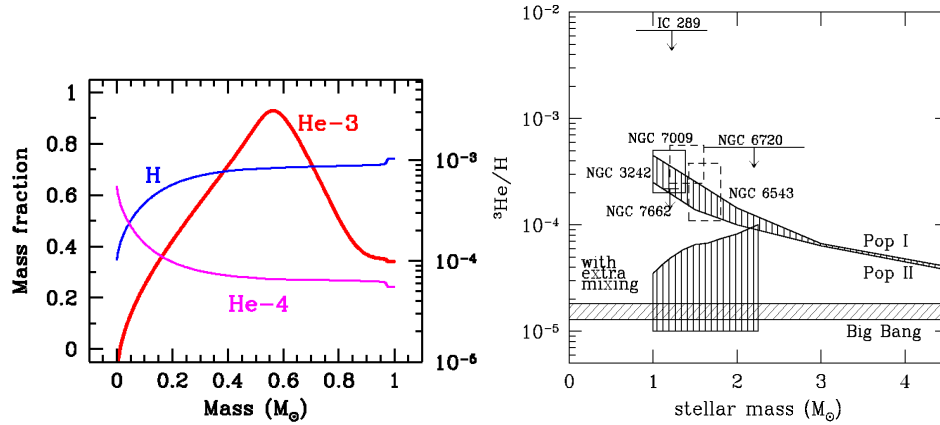 1
0.8
0.6
0.4
0.2
0
Mass fraction
He-3
H
He-4
10⁻³
10⁻⁴
10⁻⁶
0
0.2
0.4
0.6
0.8
1
Mass (M☉)
10⁻²
10⁻³
10⁻⁴
10⁻⁵
³He/H
IC 289
NGC 7009
NGC 6720
NGC 3242
NGC 6543
NGC 7662
Pop I
Pop II
with
extra
mixing
Big Bang
0
1
2
3
4
stellar mass (M☉)